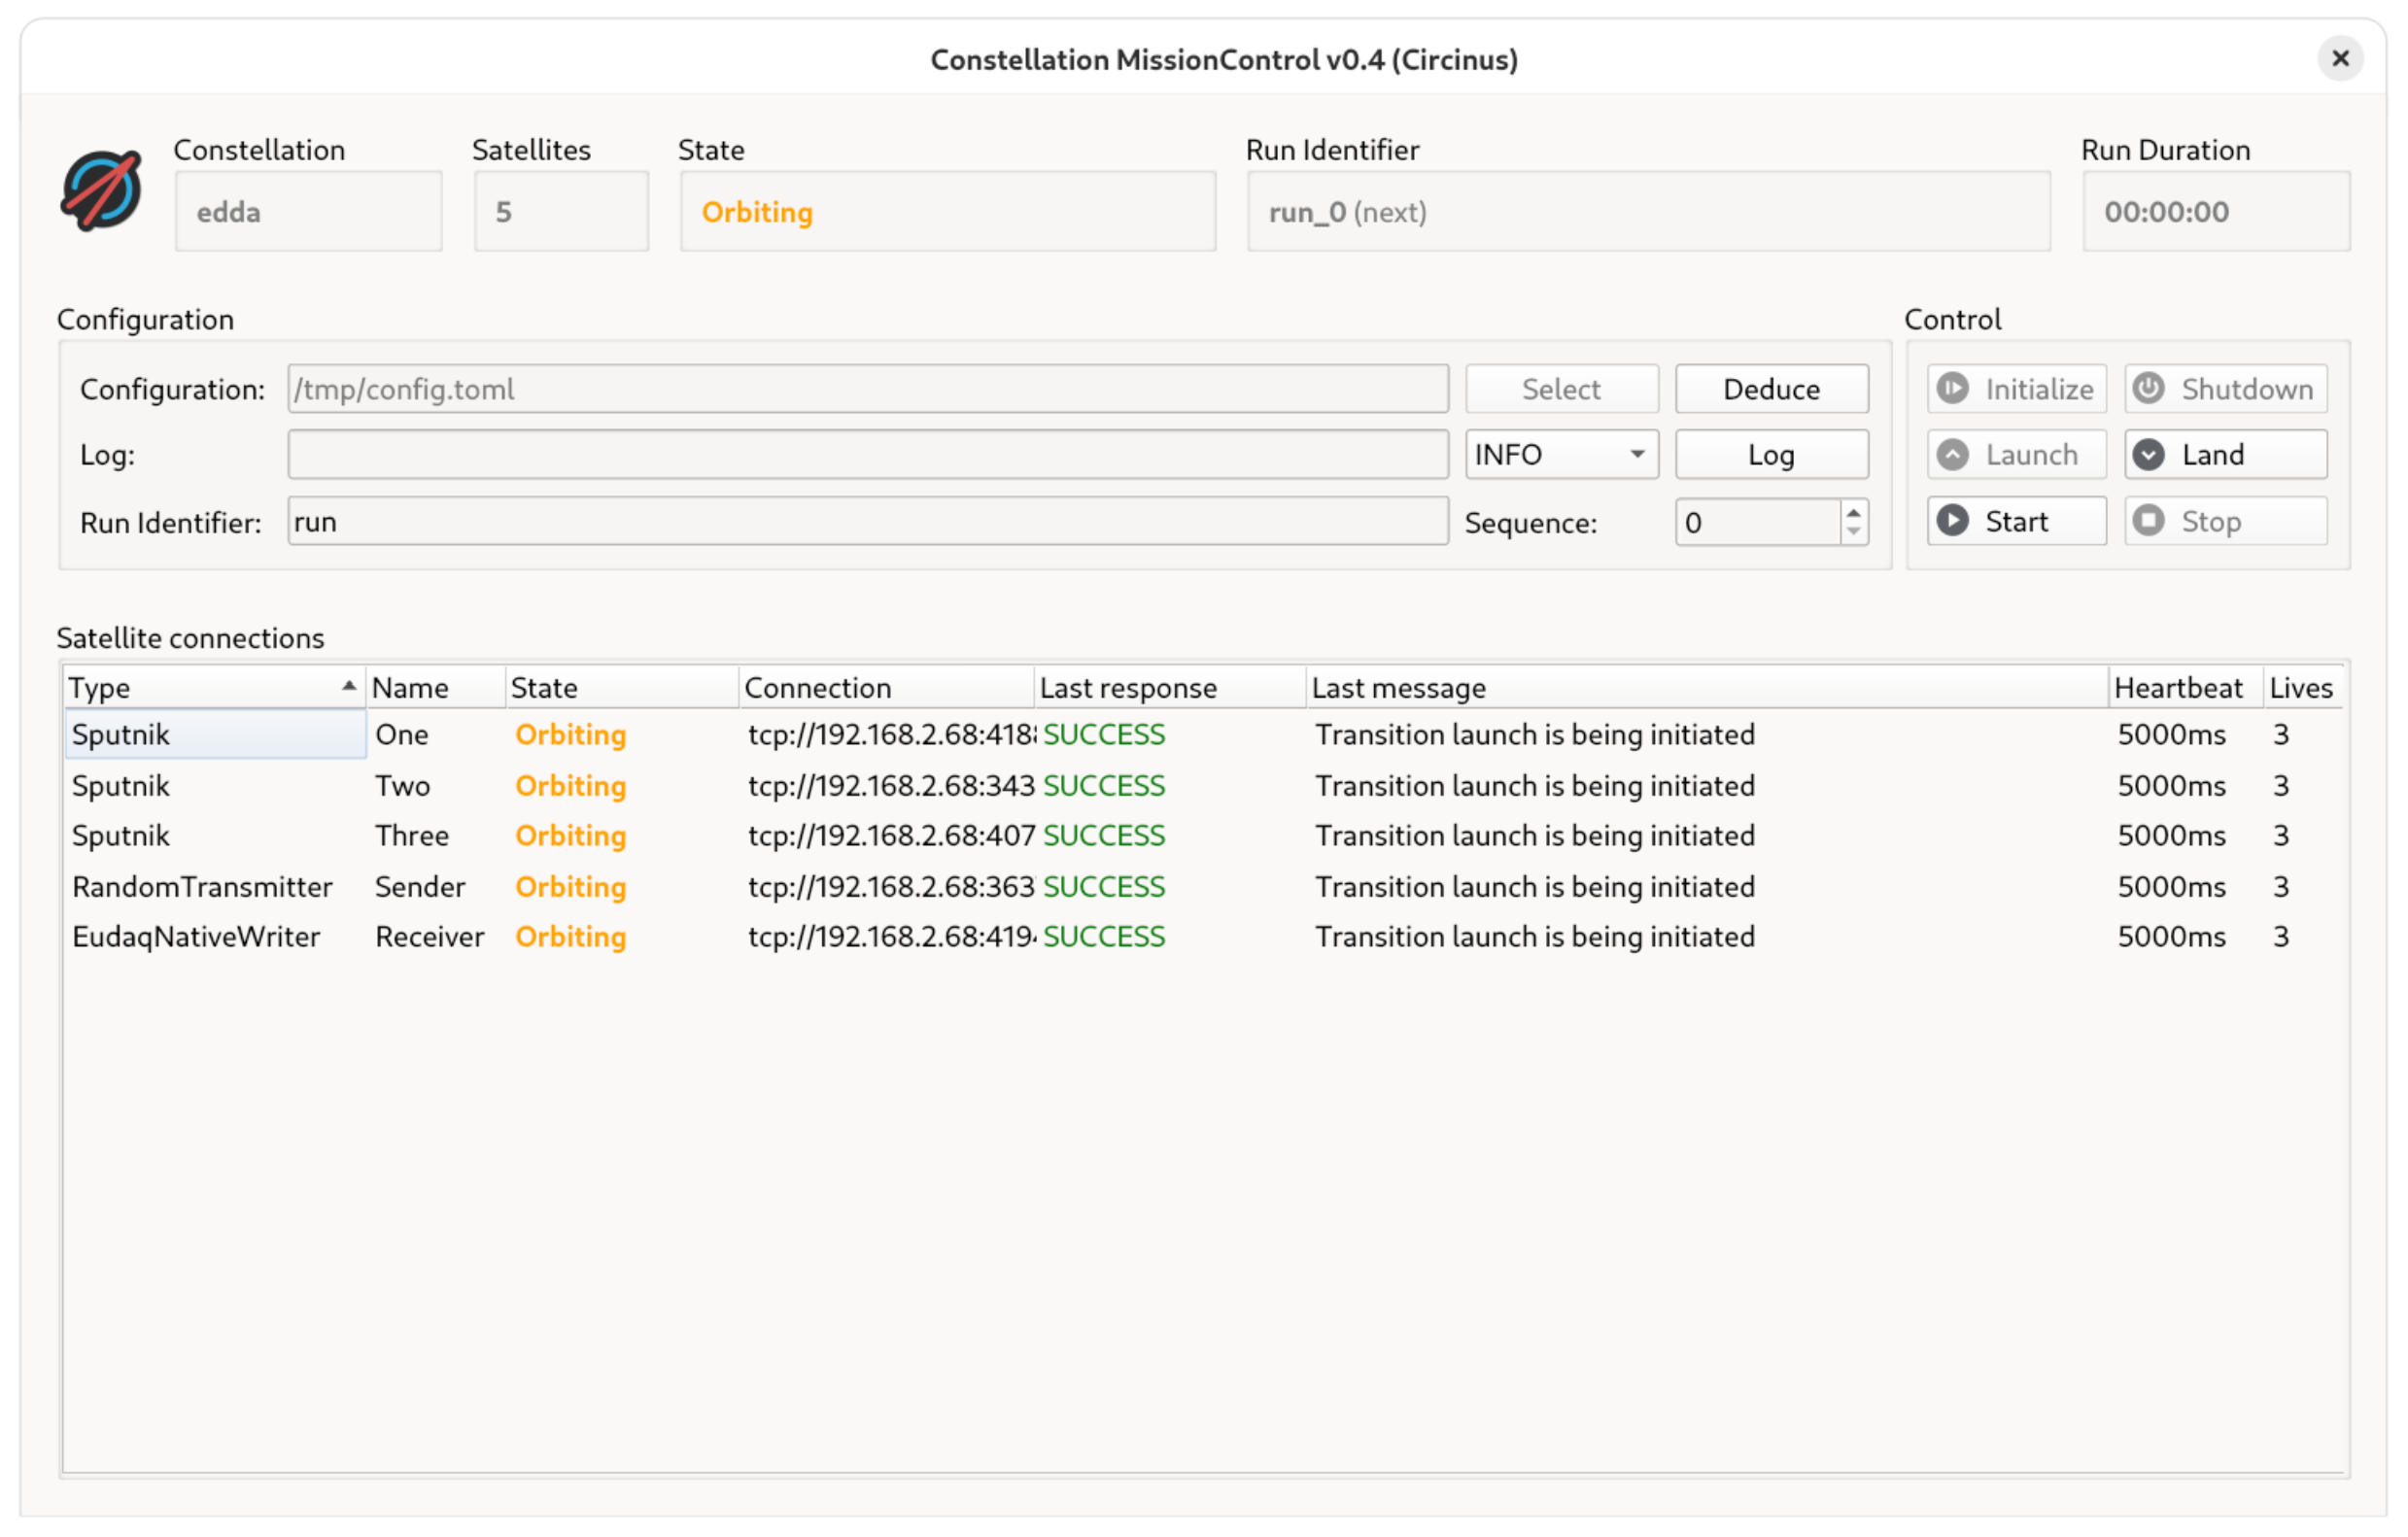 Constellation MissionControl v0.4 (Circinus)
Constellation Satellites State Run Identifier Run Duration
edda 5 Orbiting run_0 (next) 00:00:00
Configuration Control
Configuration: /tmp/config.toml Select Deduce Initialize Shutdown
Log: INFO Log Launch Land
Run Identifier: run Sequence: 0 Start Stop
Satellite connections
Type Name State Connection Last response Last message Heartbeat Lives
Sputnik One Orbiting tcp://192.168.2.68:418 SUCCESS Transition launch is being initiated 5000ms 3
Sputnik Two Orbiting tcp://192.168.2.68:343 SUCCESS Transition launch is being initiated 5000ms 3
Sputnik Three Orbiting tcp://192.168.2.68:407 SUCCESS Transition launch is being initiated 5000ms 3
RandomTransmitter Sender Orbiting tcp://192.168.2.68:363 SUCCESS Transition launch is being initiated 5000ms 3
EudaqNativeWriter Receiver Orbiting tcp://192.168.2.68:419 SUCCESS Transition launch is being initiated 5000ms 3